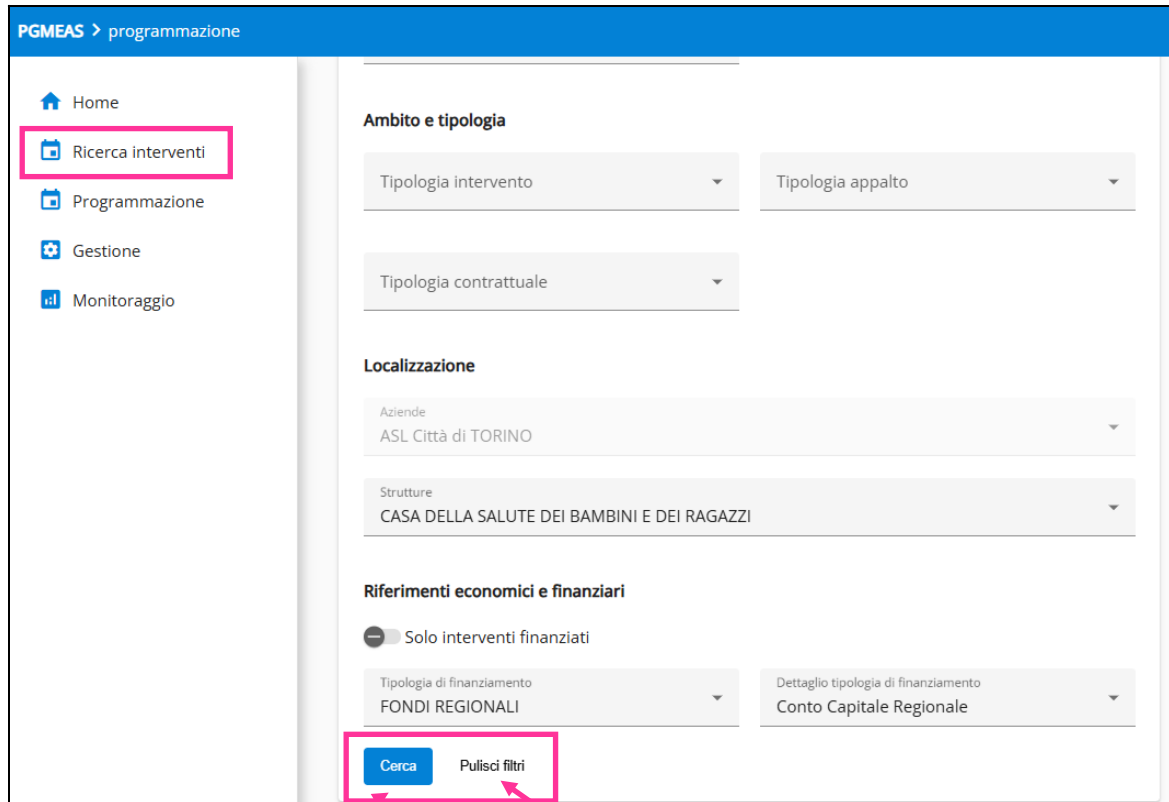 PGMEAS > programmazione
Home
Ricerca interventi
Programmazione
Gestione
Monitoraggio
Ambito e tipologia
Tipologia intervento
Tipologia appalto
Tipologia contrattuale
Localizzazione
Aziende
ASL Città di TORINO
Strutture
CASA DELLA SALUTE DEI BAMBINI E DEI RAGAZZI
Riferimenti economici e finanziari
Solo interventi finanziati
Tipologia di finanziamento
FONDI REGIONALI
Dettaglio tipologia di finanziamento
Conto Capitale Regionale
Cerca
Pulisci filtri